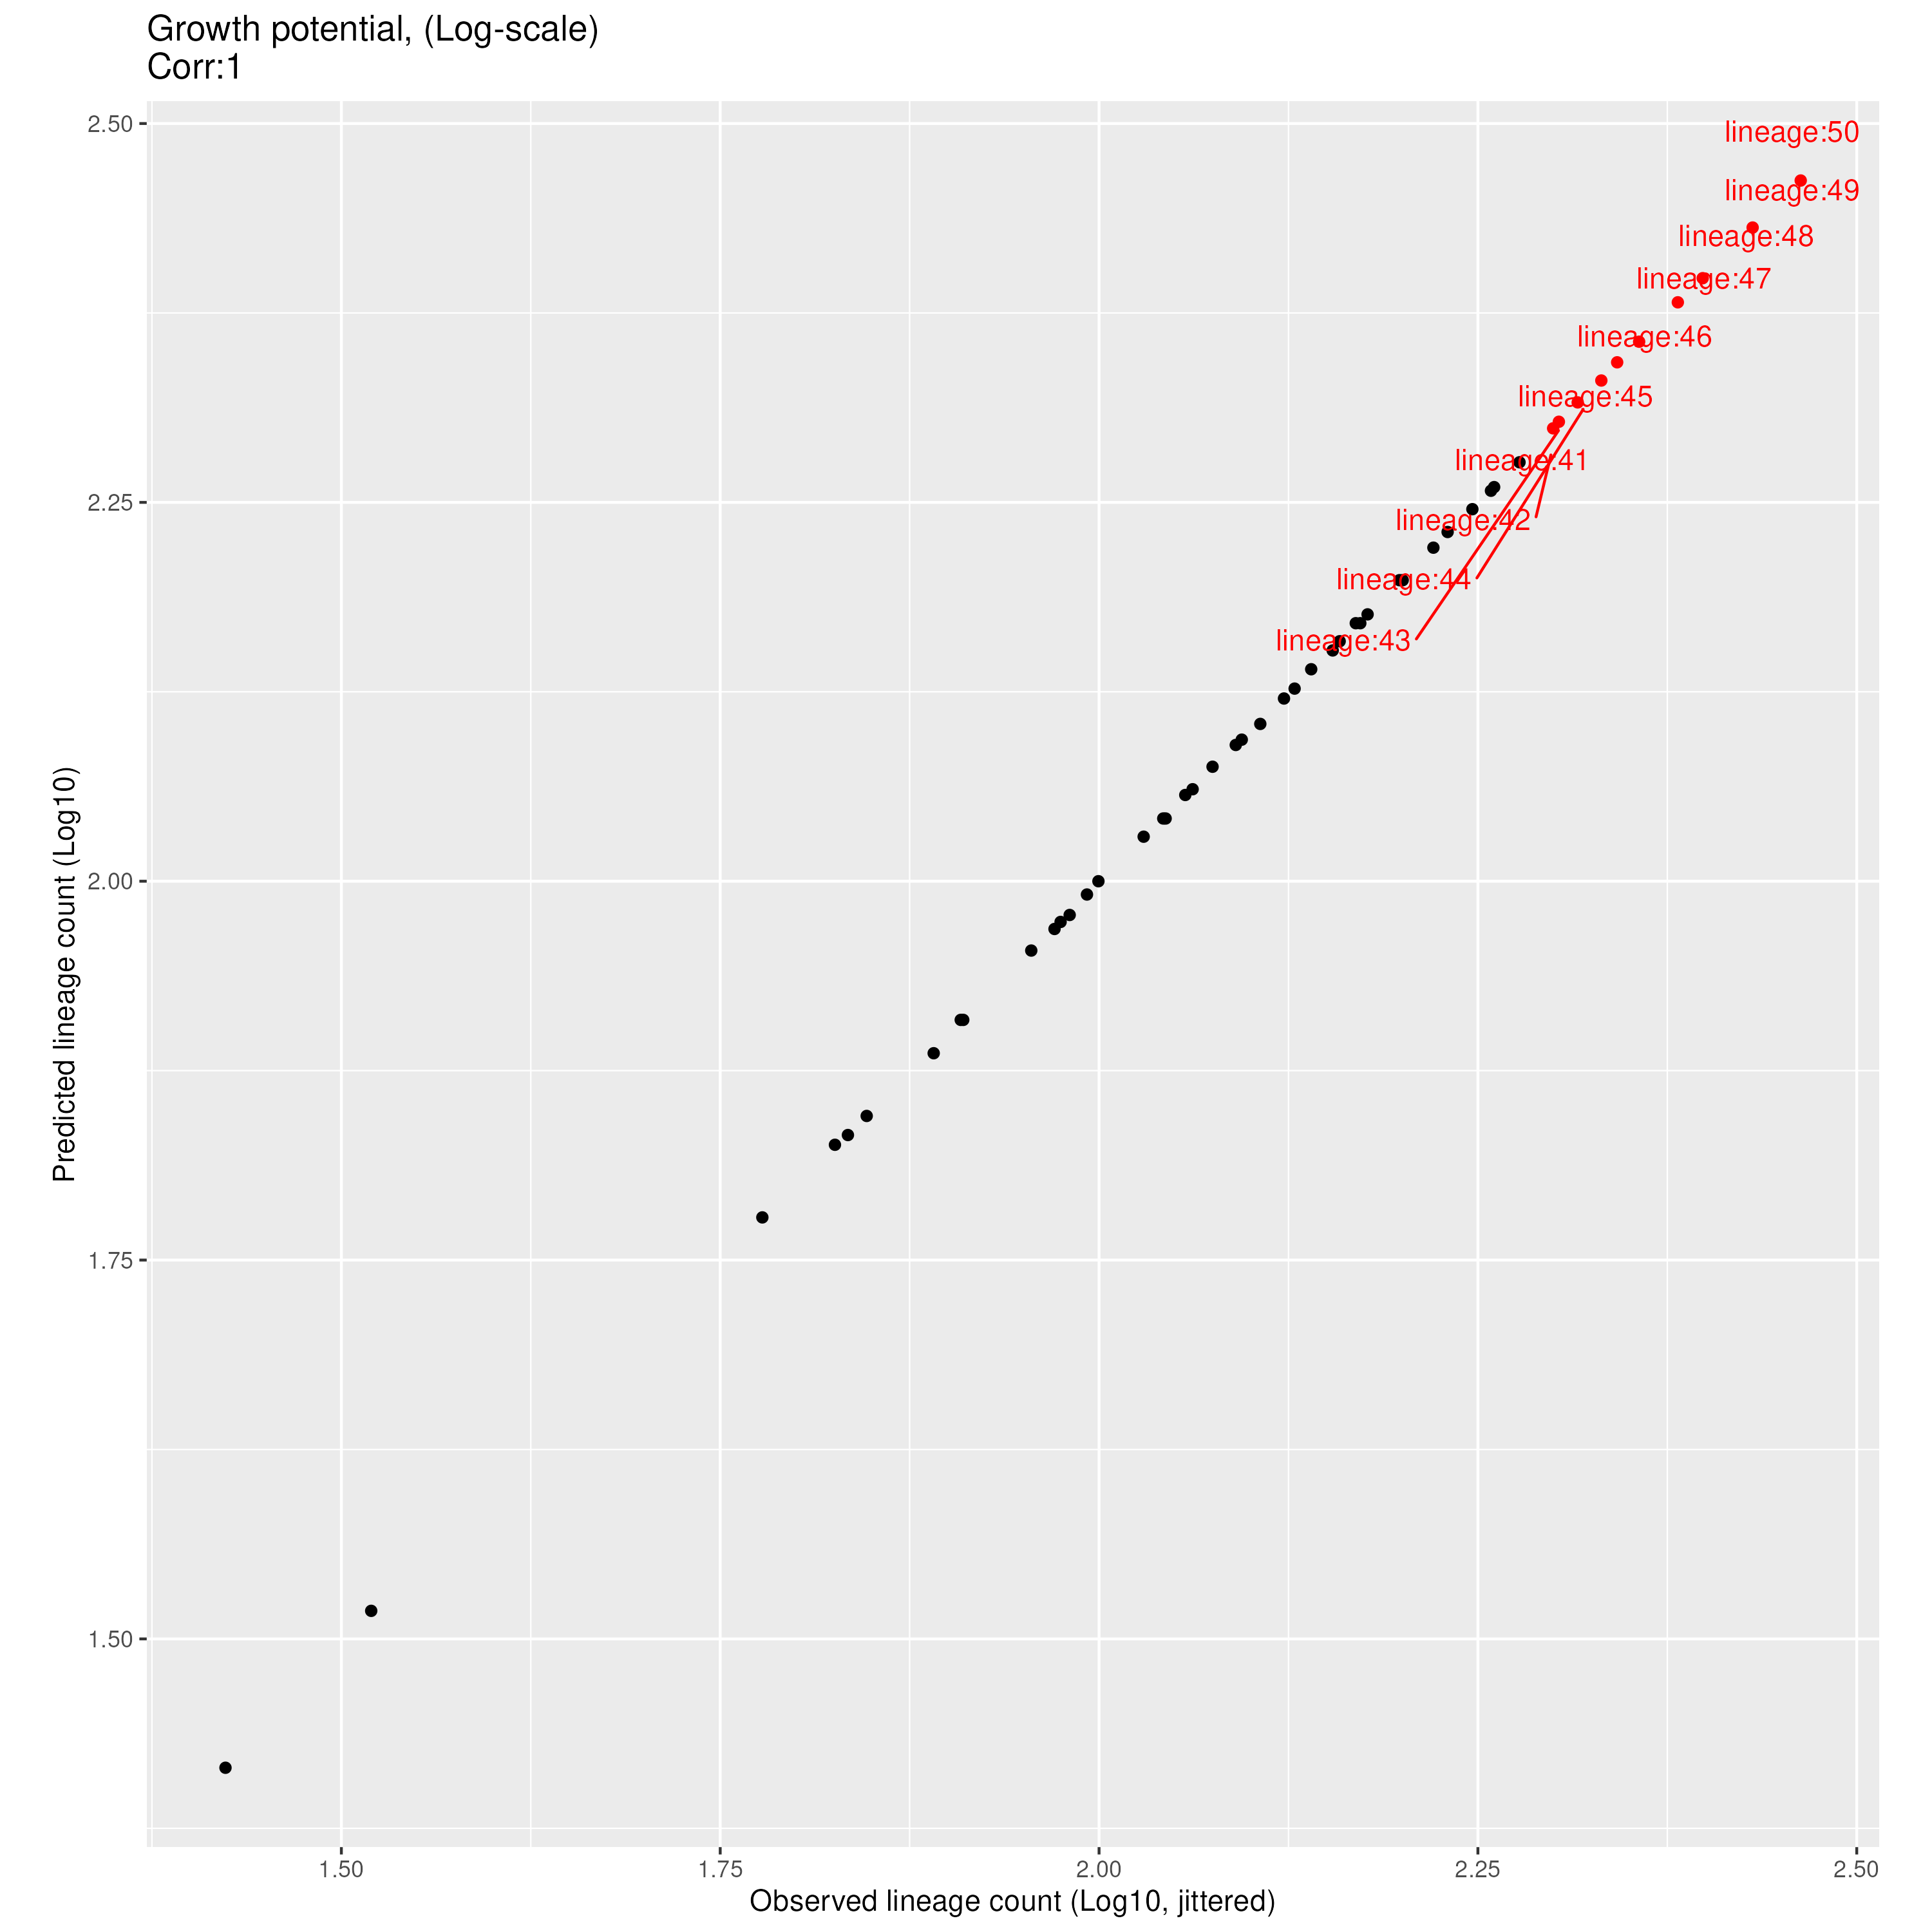 Growth potential, (Log-scale)
Corr:1
2.50
2.25
2.00
1.75
1.50
Predicted lineage count (Log10)
lineage:50
lineage:49
lineage:48
lineage:47
lineage:46
lineage:45
lineage:41
lineage:42
lineage:44
lineage:43
1.50
1.75
2.00
2.25
2.50
Observed lineage count (Log10, jittered)